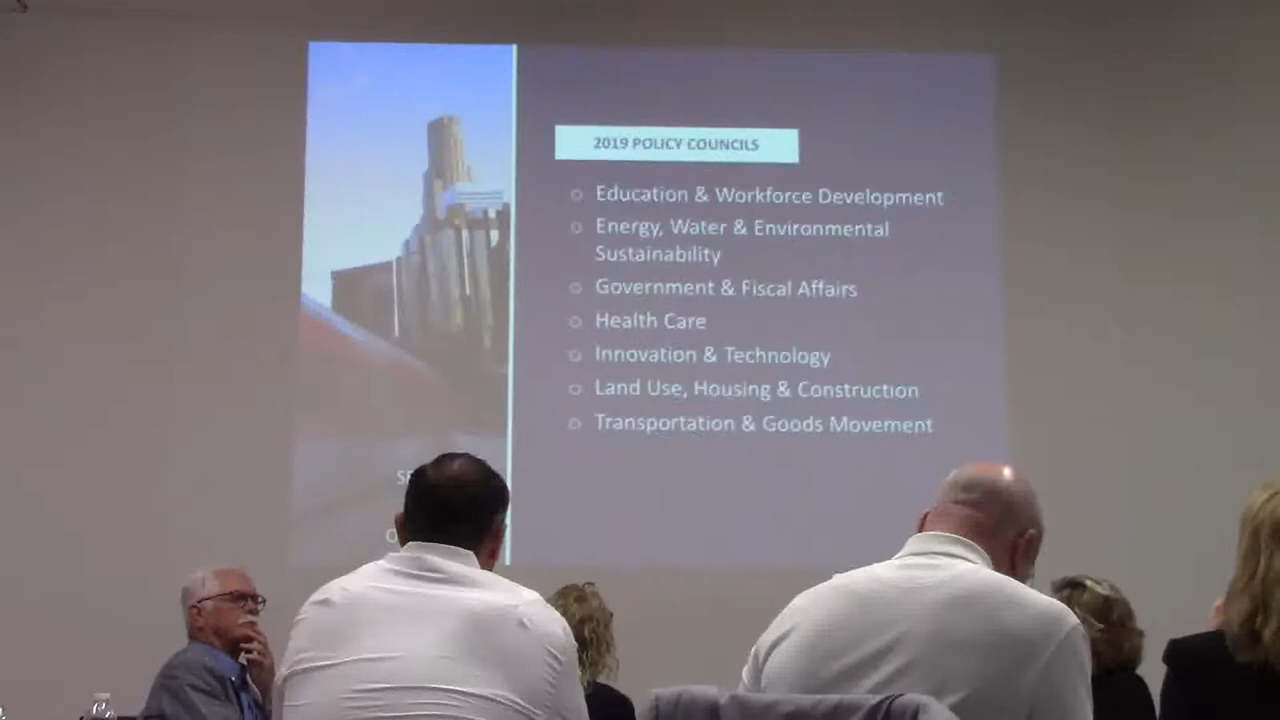 2019 POLICY COUNCILS
Education & Workforce Development
Energy, Water & Environmental
Sustainability
Government & Fiscal Affairs
Health Care
Innovation & Technology
Land Use, Housing & Construction
Transportation & Goods Movement